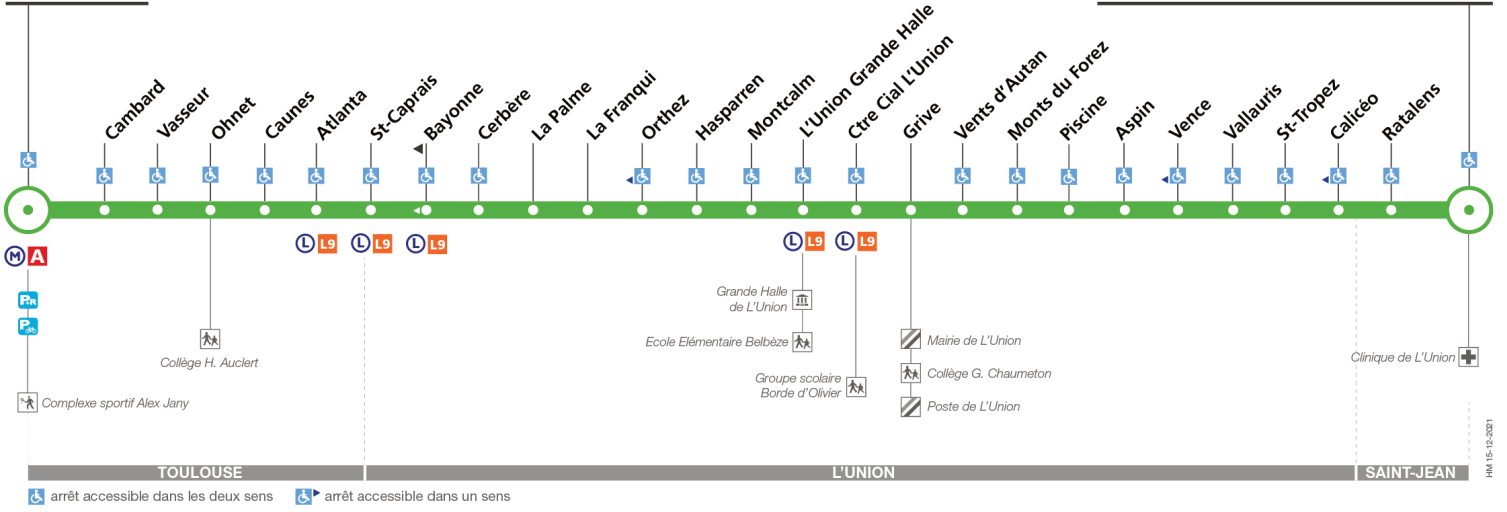 Cambard
Vasseur
Ohnet
Caunes
Atlanta
St-Caprais
Bayonne
Cerbère
La Palme
La Franqui
Orthez
Hasparren
Montcalm
L'Union Grande Halle
Ctre Cial L'Union
Grive
Vents d'Autan
Monts du Forez
Piscine
Aspin
Vence
Vallauris
St-Tropez
Calicéo
Ratalens
M A
L L9
L L9
L L9
L L9
L L9
P+R
P
Grande Halle
de L'Union
Ecole Elémentaire Belbèze
Collège H. Auclert
Mairie de L'Union
Clinique de L'Union
Groupe scolaire
Borde d'Olivier
Collège G. Chaumeton
Complexe sportif Alex Jany
Poste de L'Union
HM 15-12-2021
TOULOUSE
L'UNION
SAINT-JEAN
arrêt accessible dans les deux sens
arrêt accessible dans un sens